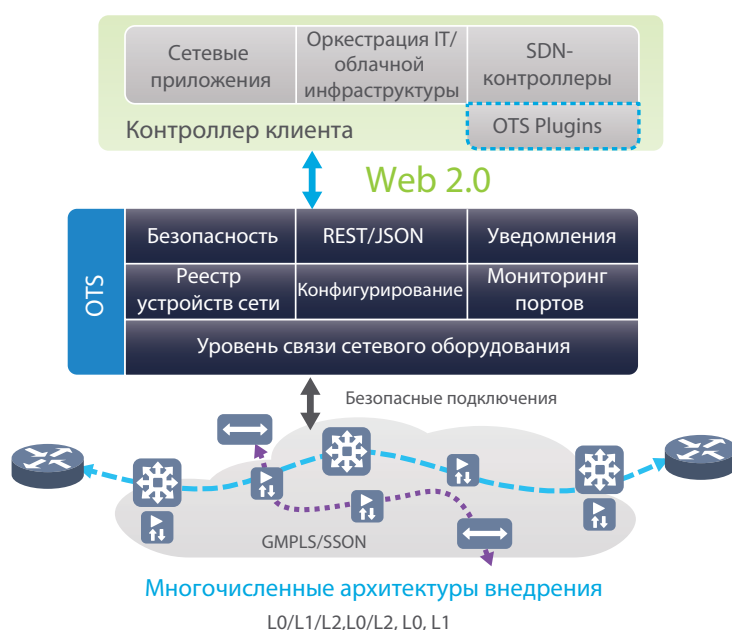 Сетевые
приложения
Оркестрация IT/
облачной
инфраструктуры
SDN-
контроллеры
Контроллер клиента
OTS Plugins
Web 2.0
OTS
Безопасность
REST/JSON
Уведомления
Реестр
устройств сети
Конфигурирование
Мониторинг
портов
Уровень связи сетевого оборудования
Безопасные подключения
GMPLS/SSON
Многочисленные архитектуры внедрения
L0/L1/L2,L0/L2, L0, L1